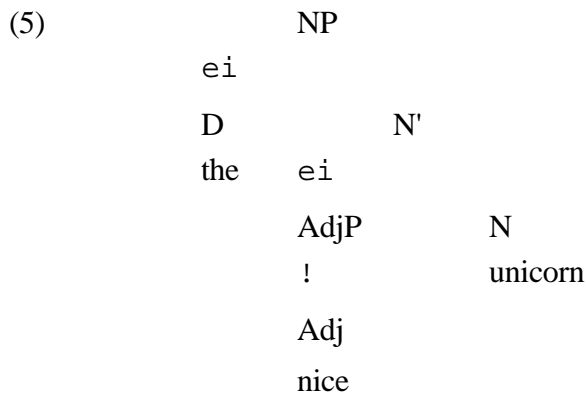 (5) NP
ei
D N'
the ei
AdjP N
! unicorn
Adj
nice